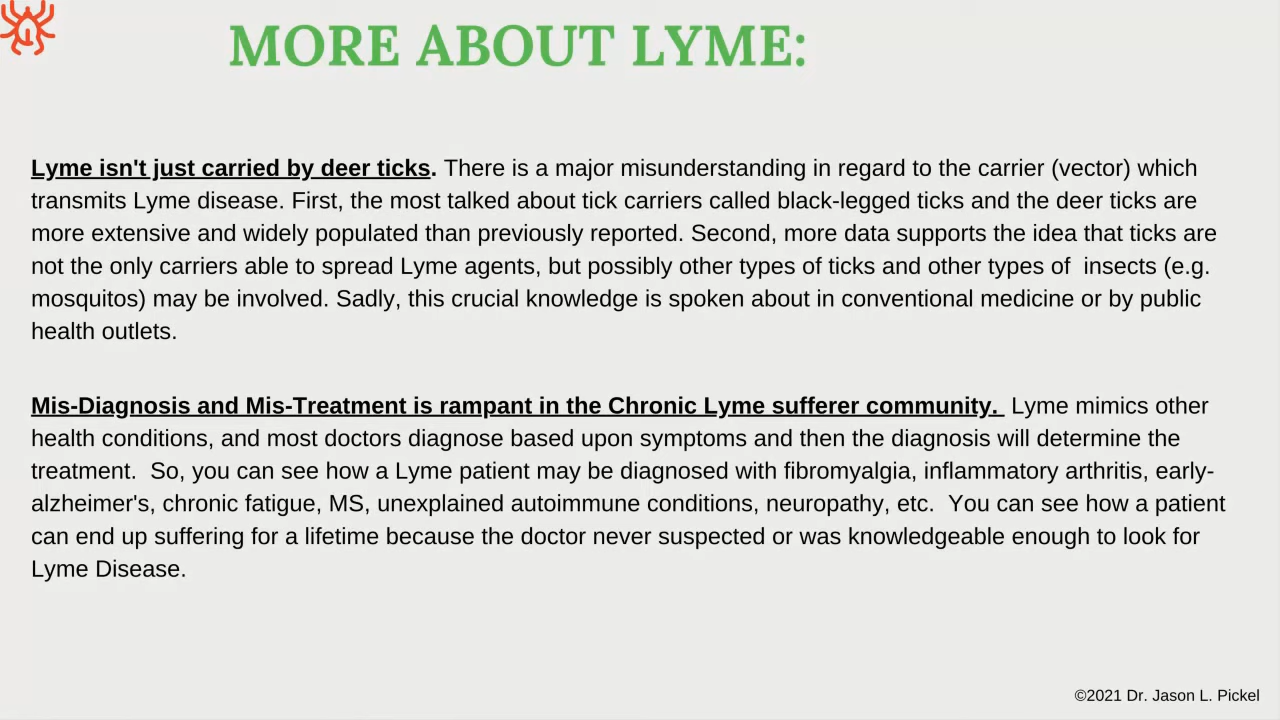 MORE ABOUT LYME:
Lyme isn't just carried by deer ticks. There is a major misunderstanding in regard to the carrier (vector) which
transmits Lyme disease. First, the most talked about tick carriers called black-legged ticks and the deer ticks are
more extensive and widely populated than previously reported. Second, more data supports the idea that ticks are
not the only carriers able to spread Lyme agents, but possibly other types of ticks and other types of  insects (e.g.
mosquitos) may be involved. Sadly, this crucial knowledge is spoken about in conventional medicine or by public
health outlets.
Mis-Diagnosis and Mis-Treatment is rampant in the Chronic Lyme sufferer community.  Lyme mimics other
health conditions, and most doctors diagnose based upon symptoms and then the diagnosis will determine the
treatment.  So, you can see how a Lyme patient may be diagnosed with fibromyalgia, inflammatory arthritis, early-
alzheimer's, chronic fatigue, MS, unexplained autoimmune conditions, neuropathy, etc.  You can see how a patient
can end up suffering for a lifetime because the doctor never suspected or was knowledgeable enough to look for
Lyme Disease.
©2021 Dr. Jason L. Pickel